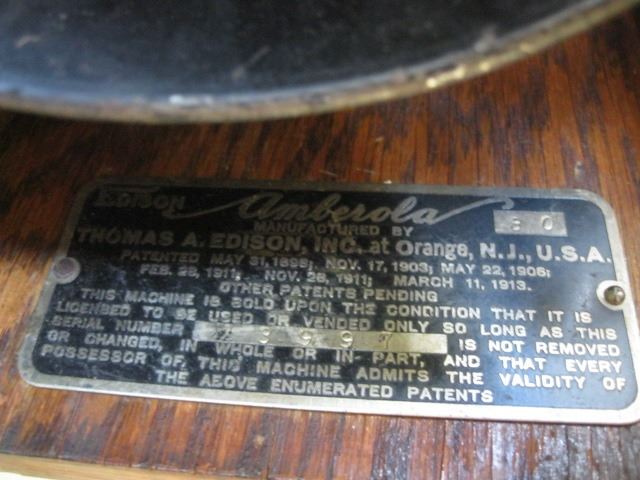 EDISON Amberola
MANUFACTURED BY
THOMAS A. EDISON, INC. at Orange, N.J., U.S.A.
PATENTED MAY 31, 1898; NOV. 17, 1903; MAY 22, 1906;
FEB. 28, 1911; NOV. 28, 1911; MARCH 11, 1913.
OTHER PATENTS PENDING
THIS MACHINE IS SOLD UPON THE CONDITION THAT IT IS
LICENSED TO BE USED OR VENDED ONLY SO LONG AS THIS
SERIAL NUMBER IS NOT REMOVED
OR CHANGED, IN WHOLE OR IN PART, AND THAT EVERY
POSSESSOR OF THIS MACHINE ADMITS THE VALIDITY OF
THE ABOVE ENUMERATED PATENTS